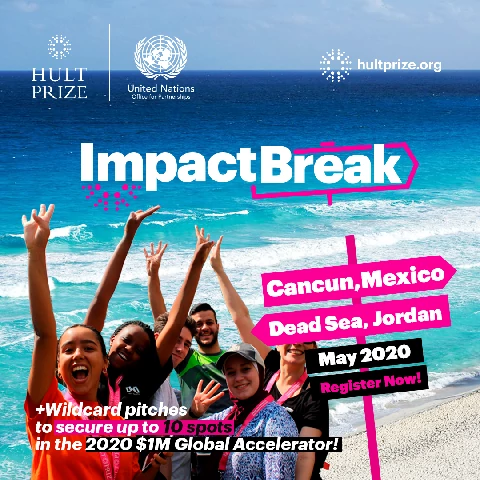 HULT
PRIZE
United Nations
Office for Partnerships
hultprize.org
ImpactBreak
Cancun,Mexico
Dead Sea, Jordan
May 2020
Register Now!
+Wildcard pitches
to secure up to 10 spots
in the 2020 $1M Global Accelerator!